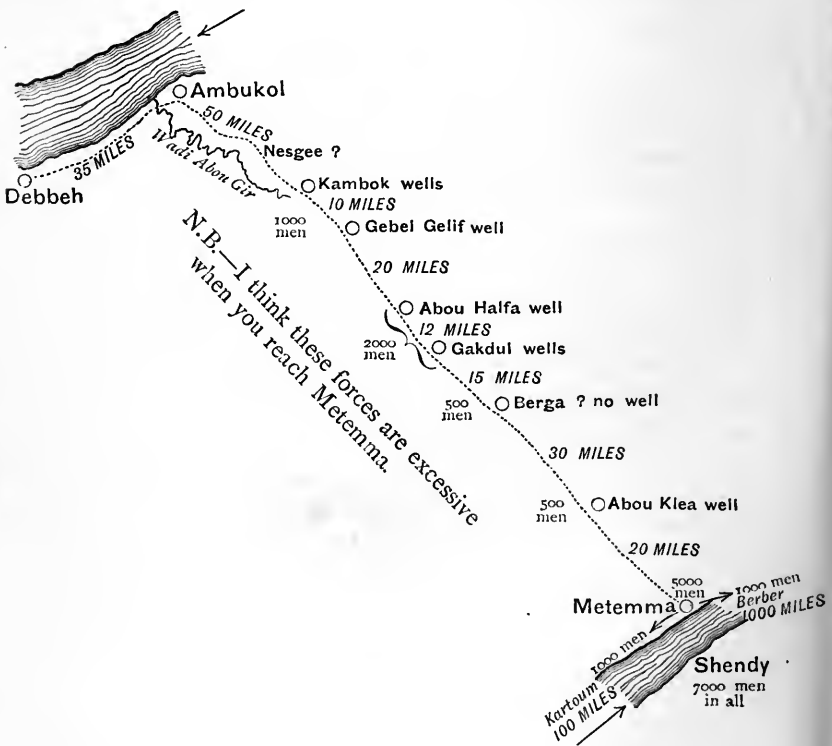 Ambukol
50 MILES
Nesgee ?
Wadi Abou Gir
35 MILES
Debbeh
Kambok wells
10 MILES
1000
men
Gebel Gelif well
20 MILES
N.B.—I think these forces are excessive
when you reach Metemma.
Abou Halfa well
12 MILES
2000
men
Gakdul wells
15 MILES
500
men
Berga ? no well
30 MILES
500
men
Abou Klea well
20 MILES
5000
men
Metemma
1000 men
Berber
1000 MILES
1000 men
Kartoum
100 MILES
Shendy
7000 men
in all